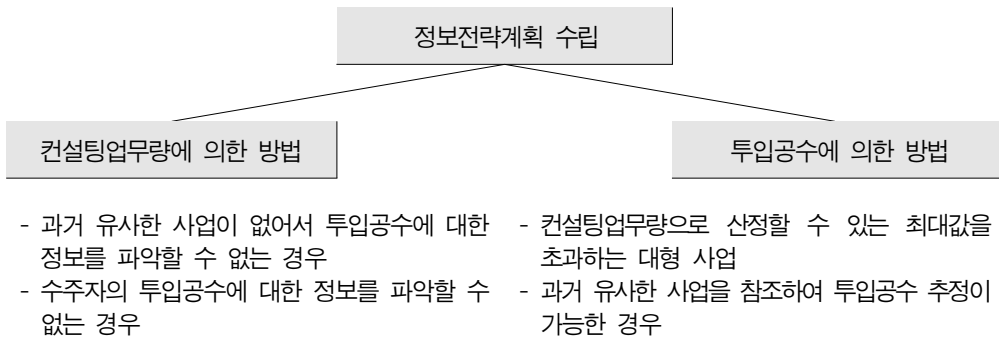 정보전략계획 수립
컨설팅업무량에 의한 방법
투입공수에 의한 방법
- 과거 유사한 사업이 없어서 투입공수에 대한
정보를 파악할 수 없는 경우
- 수주자의 투입공수에 대한 정보를 파악할 수
없는 경우
- 컨설팅업무량으로 산정할 수 있는 최대값을
초과하는 대형 사업
- 과거 유사한 사업을 참조하여 투입공수 추정이
가능한 경우